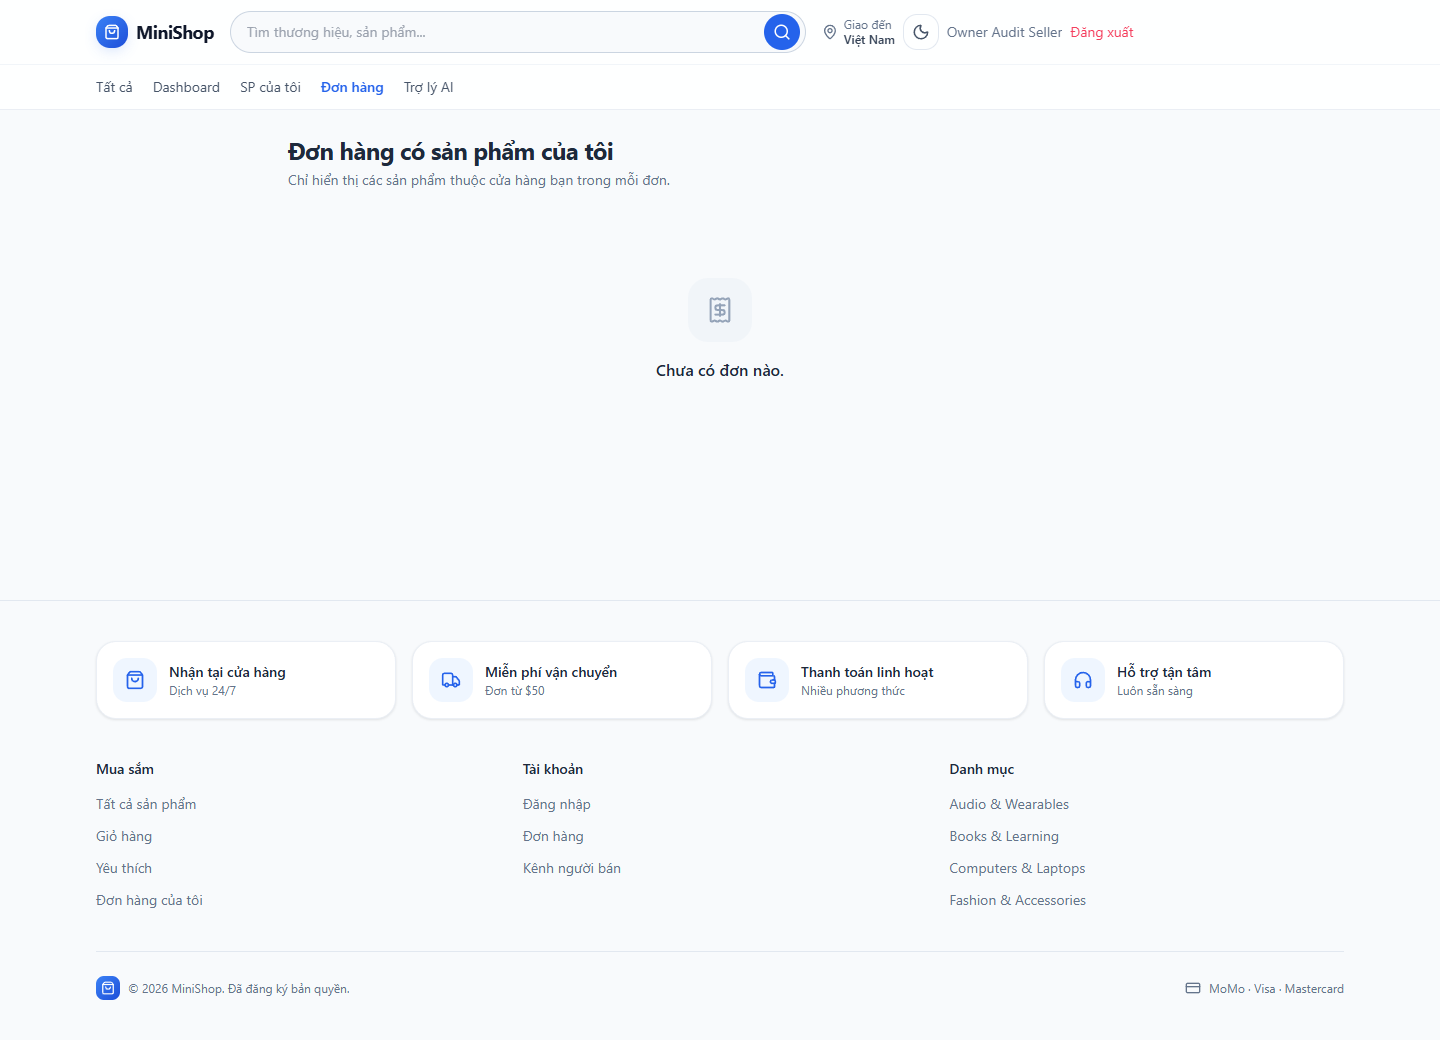 MiniShop
Tìm thương hiệu, sản phẩm...
Giao đến
Việt Nam
Owner Audit Seller
Đăng xuất
Tất cả
Dashboard
SP của tôi
Đơn hàng
Trợ lý AI
Đơn hàng có sản phẩm của tôi
Chỉ hiển thị các sản phẩm thuộc cửa hàng bạn trong mỗi đơn.
Chưa có đơn nào.
Nhận tại cửa hàng
Dịch vụ 24/7
Miễn phí vận chuyển
Đơn từ $50
Thanh toán linh hoạt
Nhiều phương thức
Hỗ trợ tận tâm
Luôn sẵn sàng
Mua sắm
Tất cả sản phẩm
Giỏ hàng
Yêu thích
Đơn hàng của tôi
Tài khoản
Đăng nhập
Đơn hàng
Kênh người bán
Danh mục
Audio & Wearables
Books & Learning
Computers & Laptops
Fashion & Accessories
© 2026 MiniShop. Đã đăng ký bản quyền.
MoMo · Visa · Mastercard